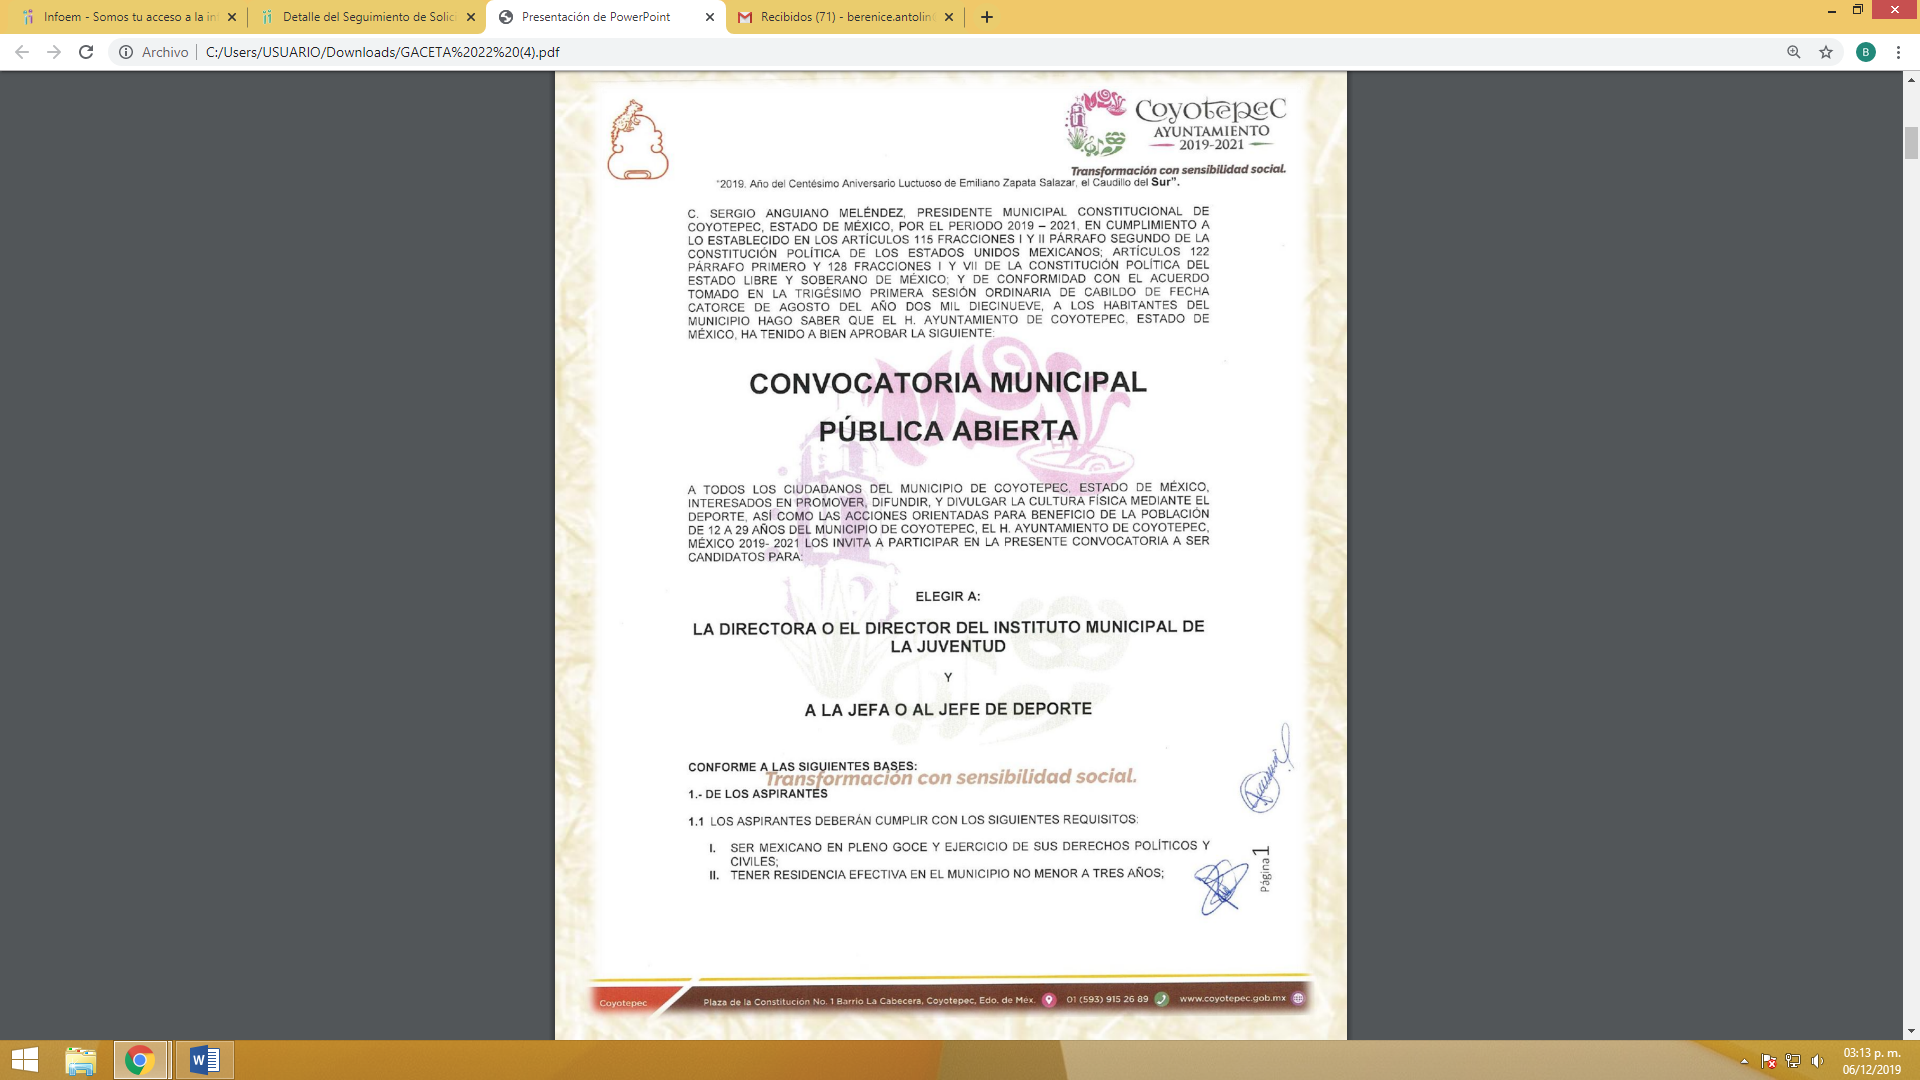 Infoem - Somos tu acceso a la in
Detalle del Seguimiento de Solic
Presentación de PowerPoint
Recibidos (71) - berenice.antolin
Archivo
C:/Users/USUARIO/Downloads/GACETA%2022%20(4).pdf
B
Coyotepec
AYUNTAMIENTO
2019-2021
Transformación con sensibilidad social.
"2019. Año del Centésimo Aniversario Luctuoso de Emiliano Zapata Salazar, el Caudillo del Sur".
C. SERGIO ANGUIANO MELÉNDEZ, PRESIDENTE MUNICIPAL CONSTITUCIONAL DE
COYOTEPEC, ESTADO DE MÉXICO, POR EL PERIODO 2019 – 2021, EN CUMPLIMIENTO A
LO ESTABLECIDO EN LOS ARTÍCULOS 115 FRACCIONES I Y II PÁRRAFO SEGUNDO DE LA
CONSTITUCIÓN POLÍTICA DE LOS ESTADOS UNIDOS MEXICANOS; ARTÍCULOS 122
PÁRRAFO PRIMERO Y 128 FRACCIONES I Y VII DE LA CONSTITUCIÓN POLÍTICA DEL
ESTADO LIBRE Y SOBERANO DE MÉXICO; Y DE CONFORMIDAD CON EL ACUERDO
TOMADO EN LA TRIGÉSIMO PRIMERA SESIÓN ORDINARIA DE CABILDO DE FECHA
CATORCE DE AGOSTO DEL AÑO DOS MIL DIECINUEVE, A LOS HABITANTES DEL
MUNICIPIO HAGO SABER QUE EL H. AYUNTAMIENTO DE COYOTEPEC, ESTADO DE
MÉXICO, HA TENIDO A BIEN APROBAR LA SIGUIENTE:
CONVOCATORIA MUNICIPAL
PÚBLICA ABIERTA
A TODOS LOS CIUDADANOS DEL MUNICIPIO DE COYOTEPEC, ESTADO DE MÉXICO,
INTERESADOS EN PROMOVER, DIFUNDIR, Y DIVULGAR LA CULTURA FÍSICA MEDIANTE EL
DEPORTE, ASÍ COMO LAS ACCIONES ORIENTADAS PARA BENEFICIO DE LA POBLACIÓN
DE 12 A 29 AÑOS DEL MUNICIPIO DE COYOTEPEC, EL H. AYUNTAMIENTO DE COYOTEPEC,
MÉXICO 2019- 2021 LOS INVITA A PARTICIPAR EN LA PRESENTE CONVOCATORIA A SER
CANDIDATOS PARA:
ELEGIR A:
LA DIRECTORA O EL DIRECTOR DEL INSTITUTO MUNICIPAL DE
LA JUVENTUD
Y
A LA JEFA O AL JEFE DE DEPORTE
CONFORME A LAS SIGUIENTES BASES:
Transformación con sensibilidad social.
1.- DE LOS ASPIRANTES
1.1 LOS ASPIRANTES DEBERÁN CUMPLIR CON LOS SIGUIENTES REQUISITOS:
I. SER MEXICANO EN PLENO GOCE Y EJERCICIO DE SUS DERECHOS POLÍTICOS Y
CIVILES;
II. TENER RESIDENCIA EFECTIVA EN EL MUNICIPIO NO MENOR A TRES AÑOS;
Página 1
Coyotepec
Plaza de la Constitución No. 1 Barrio La Cabecera, Coyotepec, Edo. de Méx. 01 (593) 915 26 89 www.coyotepec.gob.mx
03:13 p. m.
06/12/2019